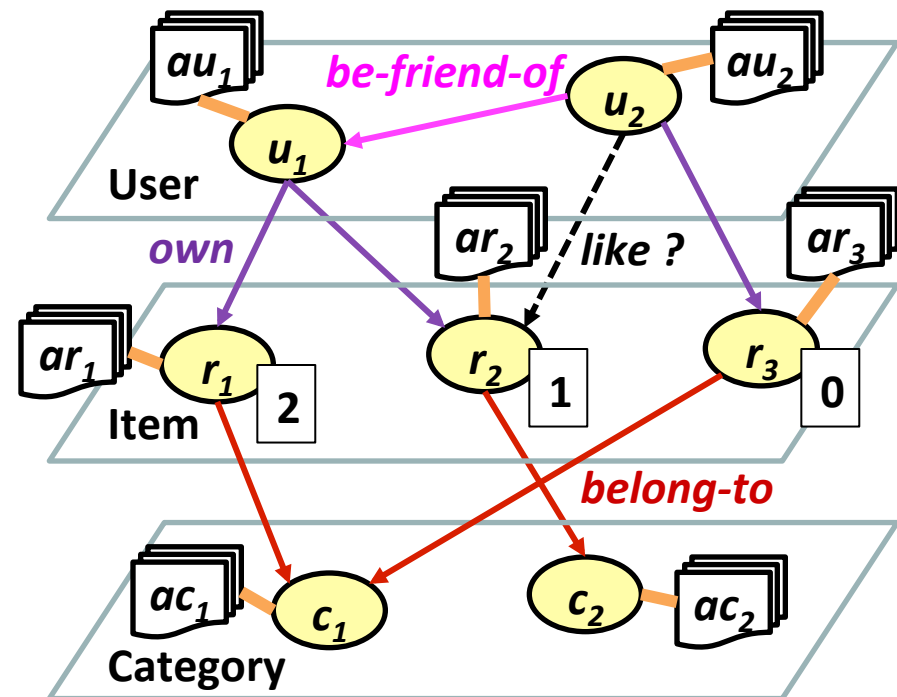 au1
be-friend-of
au2
u2
u1
User
own
ar2
like ?
ar3
ar1
r1
2
r2
1
r3
0
Item
belong-to
ac1
c1
c2
ac2
Category